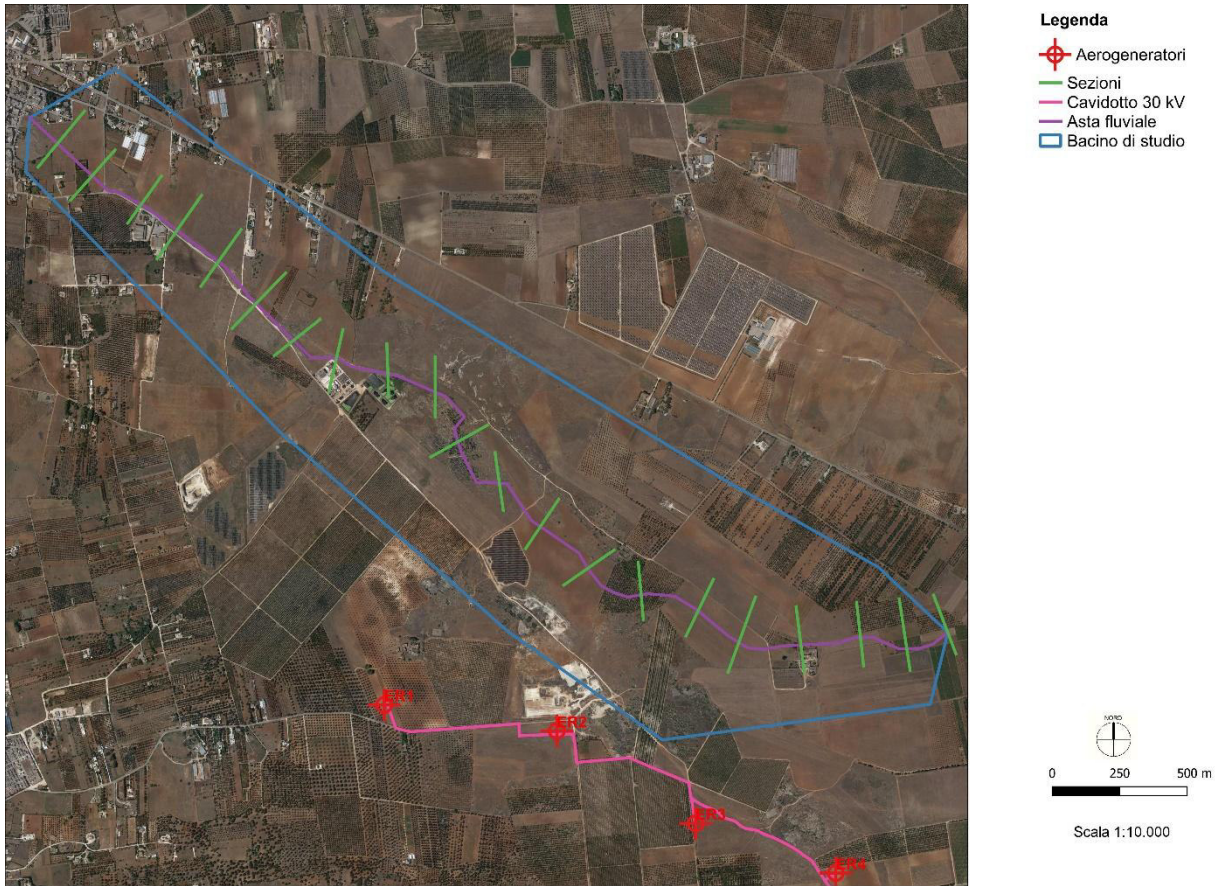 Legenda
Aerogeneratori
Sezioni
Cavidotto 30 kV
Asta fluviale
Bacino di studio
ER1
ER2
ER3
ER4
NORD
0 250 500 m
Scala 1:10.000